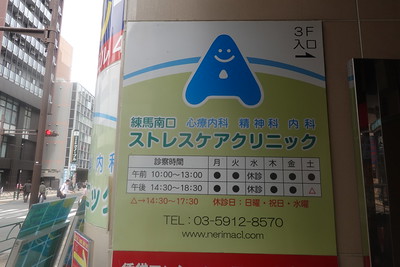 3F
入口
練馬南口 心療内科 精神科 内科
ストレスケアクリニック
診察時間 月 火 水 木 金 土
午前 10:00〜13:00 ● ● 休診 ● ● ●
午後 14:30〜18:30 ● ● 休診 ● ● △
△→14:30〜17:30 休診日:日曜・祝日・水曜
TEL: 03-5912-8570
www.nerimacl.com